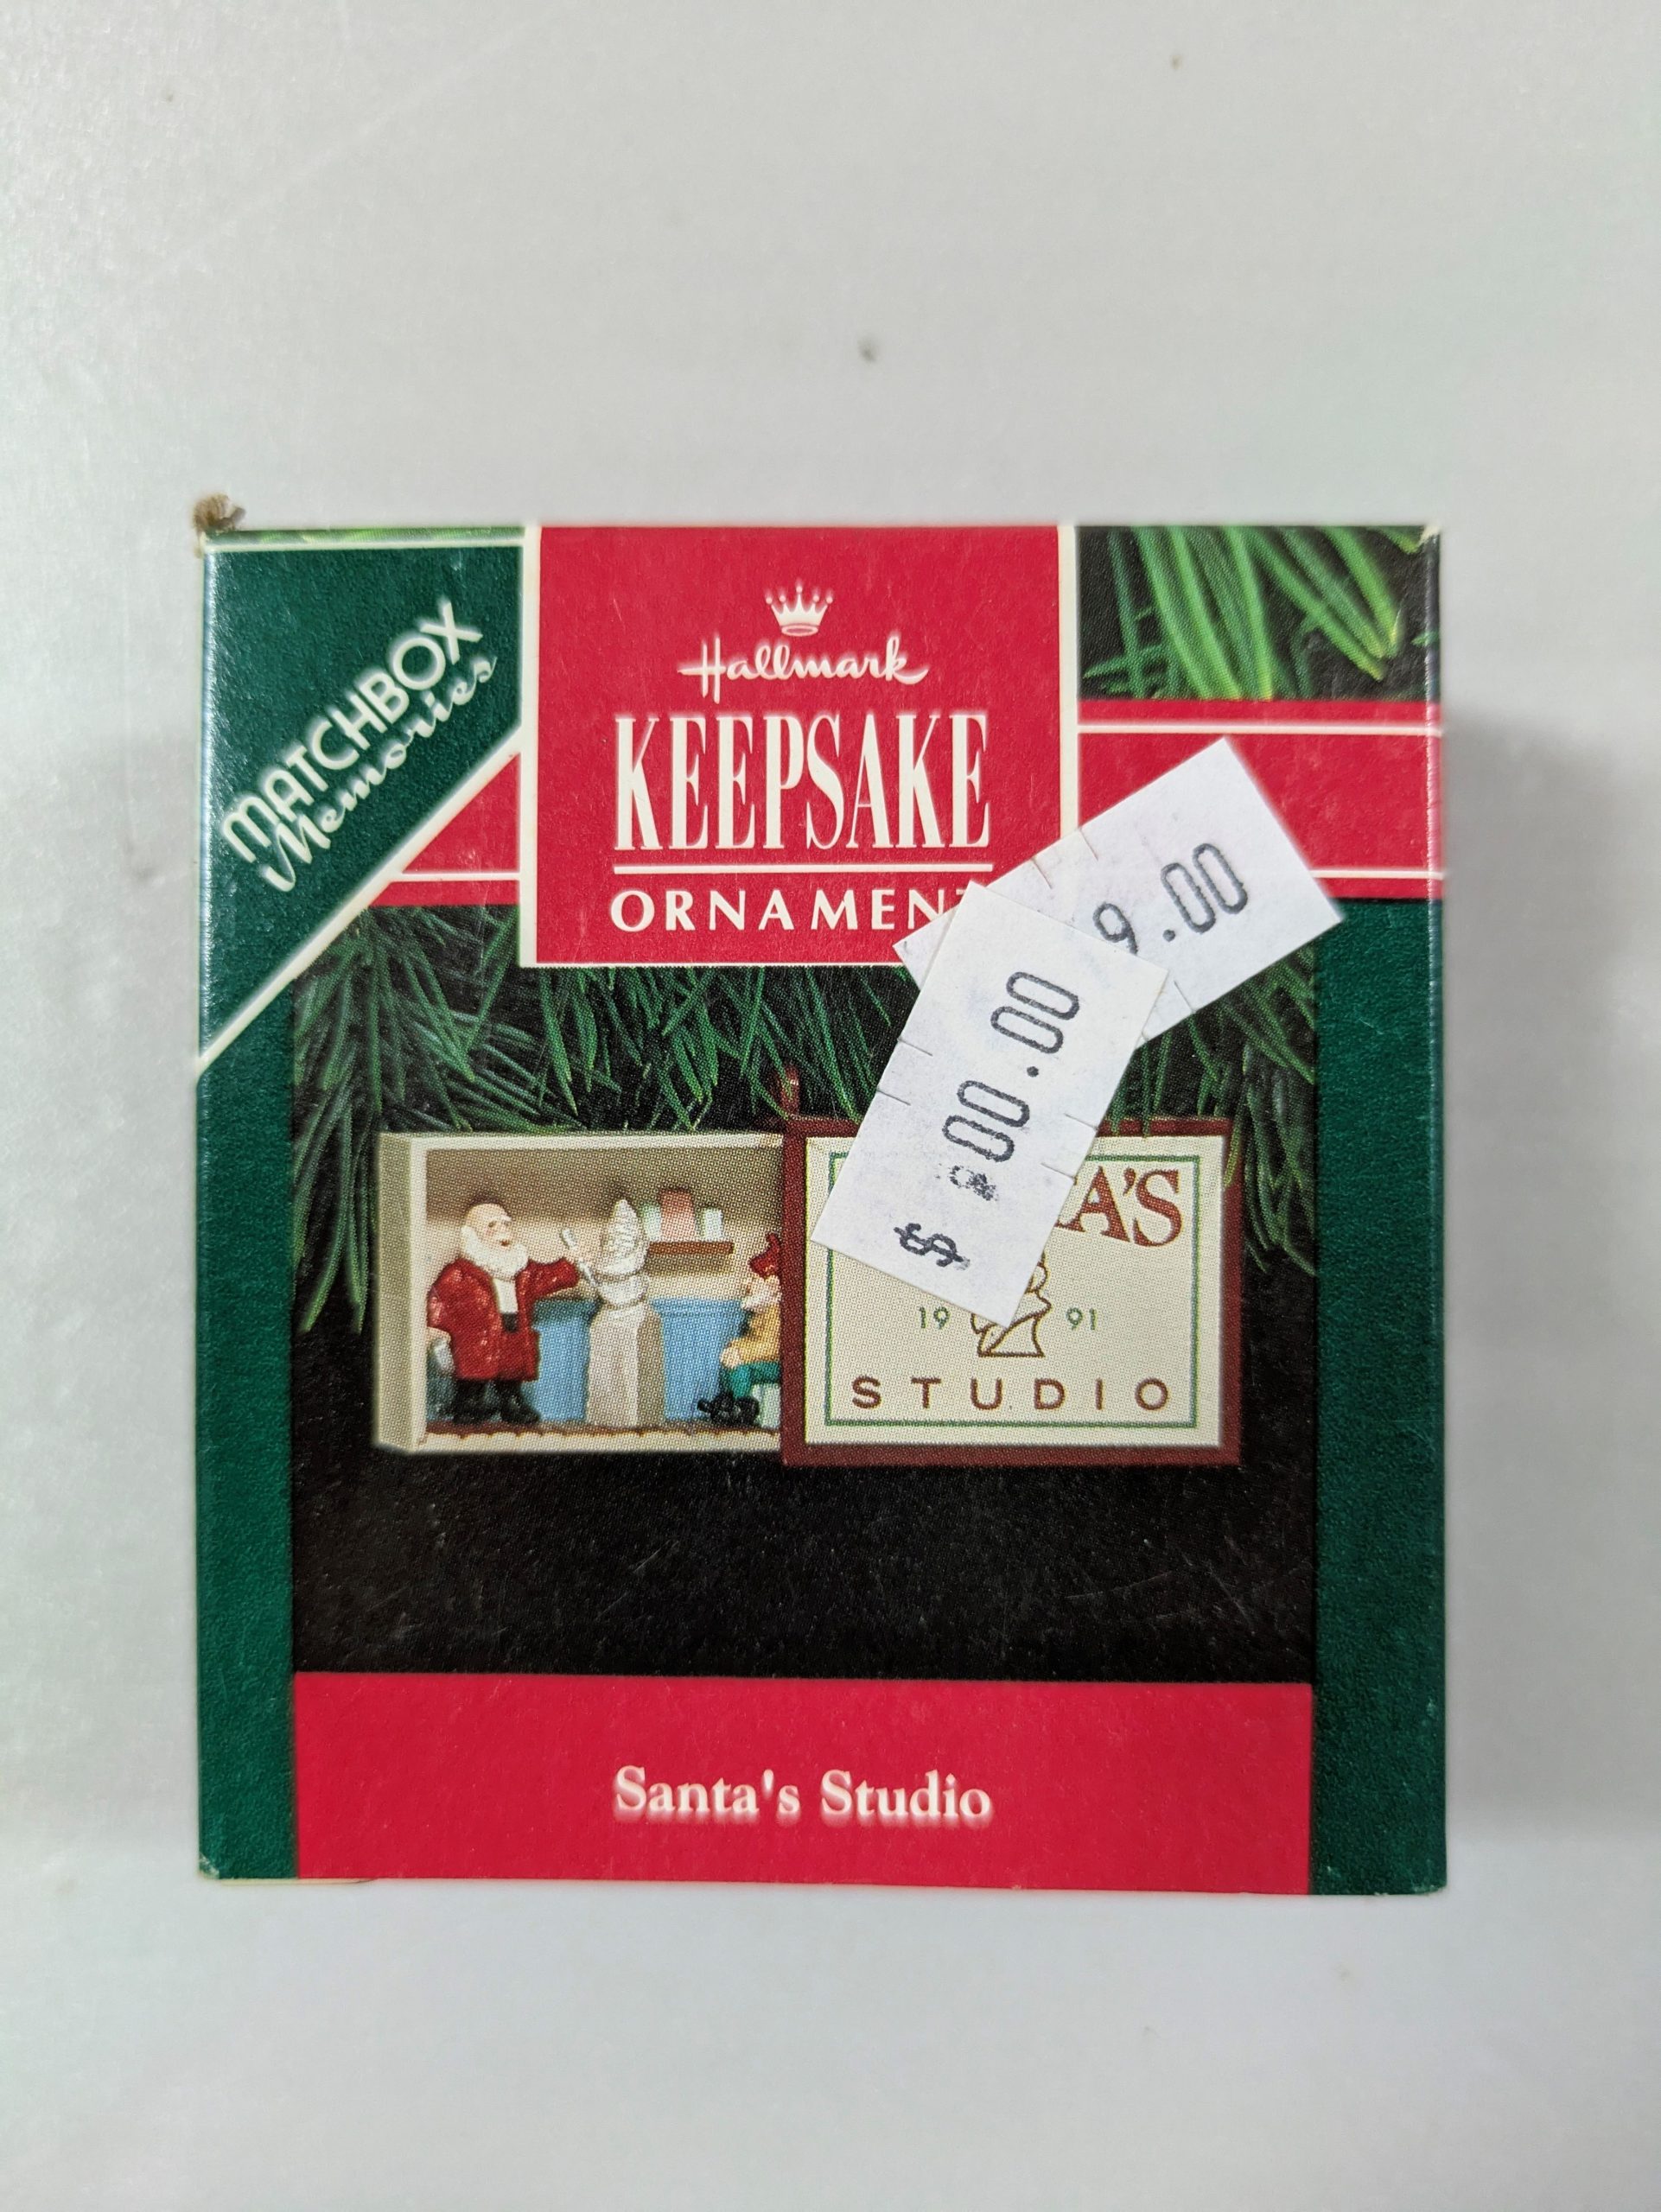 MATCHBOX
Memories
Hallmark
KEEPSAKE
ORNAMENT
9.00
$ .00.00
A'S
19 91
STUDIO
Santa's Studio